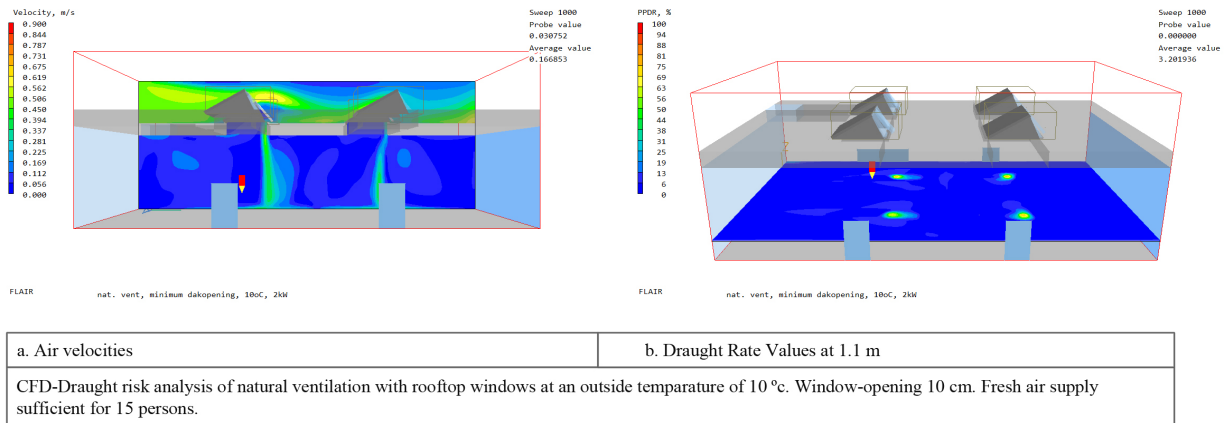 Velocity, m/s
0.900
0.844
0.787
0.731
0.675
0.619
0.562
0.506
0.450
0.394
0.337
0.281
0.225
0.169
0.112
0.056
0.000
Sweep 1000
Probe value
0.030752
Average value
0.166853
FLAIR
nat. vent, minimum dakopening, 10oC, 2kW
PPDR, %
100
94
88
81
75
69
63
56
50
44
38
31
25
19
13
6
0
Sweep 1000
Probe value
0.000000
Average value
3.201936
FLAIR
nat. vent, minimum dakopening, 10oC, 2kW
a. Air velocities
b. Draught Rate Values at 1.1 m
CFD-Draught risk analysis of natural ventilation with rooftop windows at an outside temparature of 10 ºc. Window-opening 10 cm. Fresh air supply
sufficient for 15 persons.